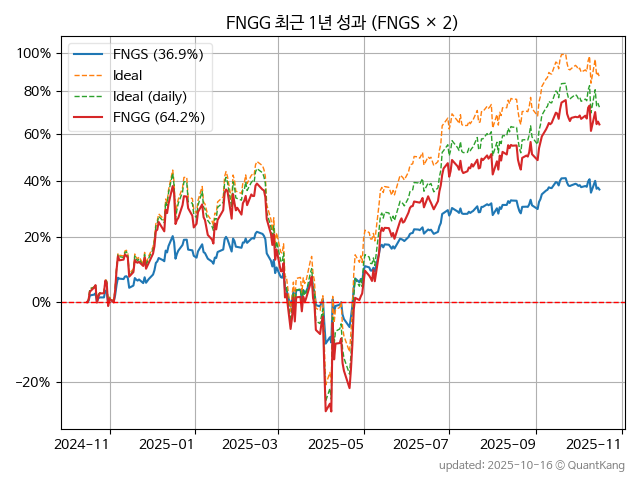 FNGG 최근 1년 성과 (FNGS × 2)
FNGS (36.9%)
Ideal
Ideal (daily)
FNGG (64.2%)
100%
80%
60%
40%
20%
0%
−20%
2024-11
2025-01
2025-03
2025-05
2025-07
2025-09
2025-11
updated: 2025-10-16 © QuantKang